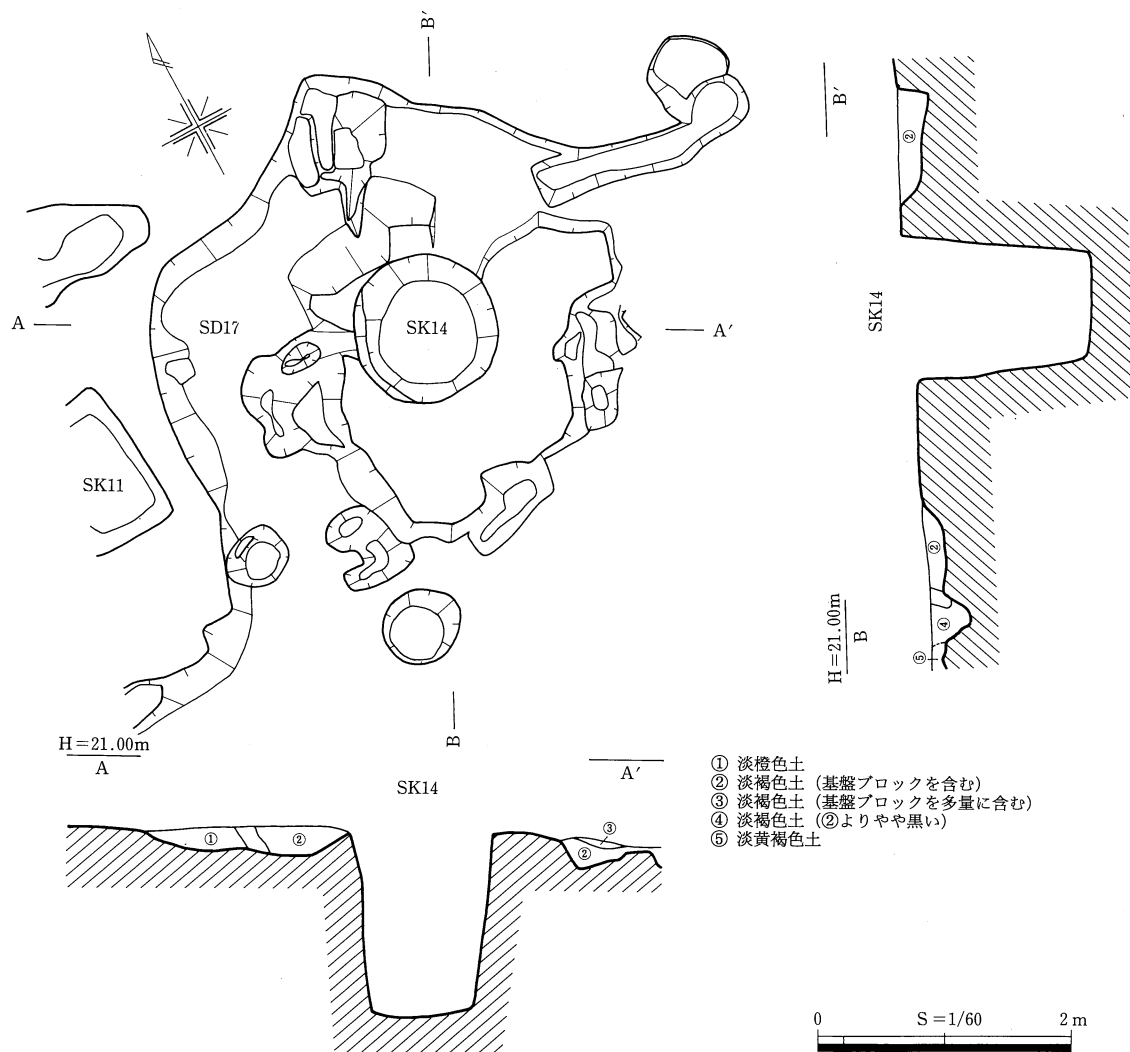 B′
B′
A
SD17
SK14
A′
SK14
SK11
H=21.00m
B
B
H=21.00m
A
A′
SK14
① 淡橙色土
② 淡褐色土 (基盤ブロックを含む)
③ 淡褐色土 (基盤ブロックを多量に含む)
④ 淡褐色土 (②よりやや黒い)
⑤ 淡黄褐色土
②
②
④
⑤
①
②
③
②
0 S=1/60 2 m